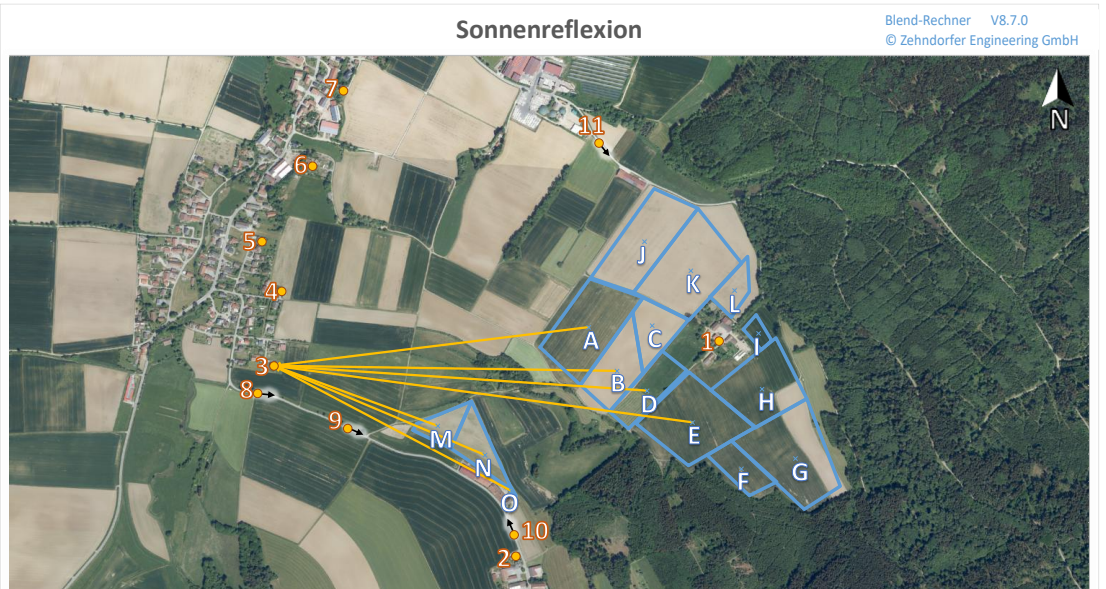 Sonnenreflexion
Blend-Rechner V8.7.0
© Zehndorfer Engineering GmbH
N
7
11
6
5
J
K
4
L
A
C
1
I
3
B
8
D
H
9
E
M
N
G
F
O
10
2